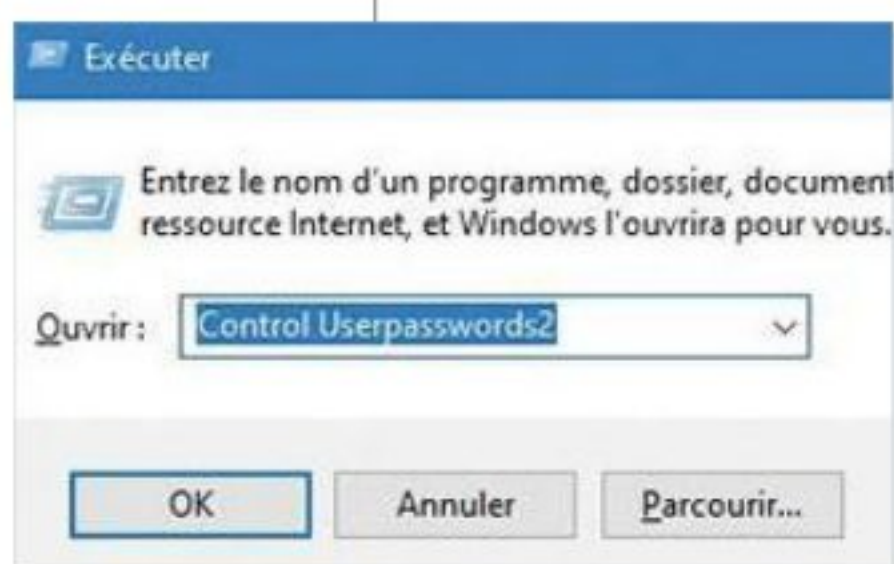 Exécuter
Entrez le nom d'un programme, dossier, document
ressource Internet, et Windows l'ouvrira pour vous.
Ouvrir :
Control Userpasswords2
OK
Annuler
Parcourir...